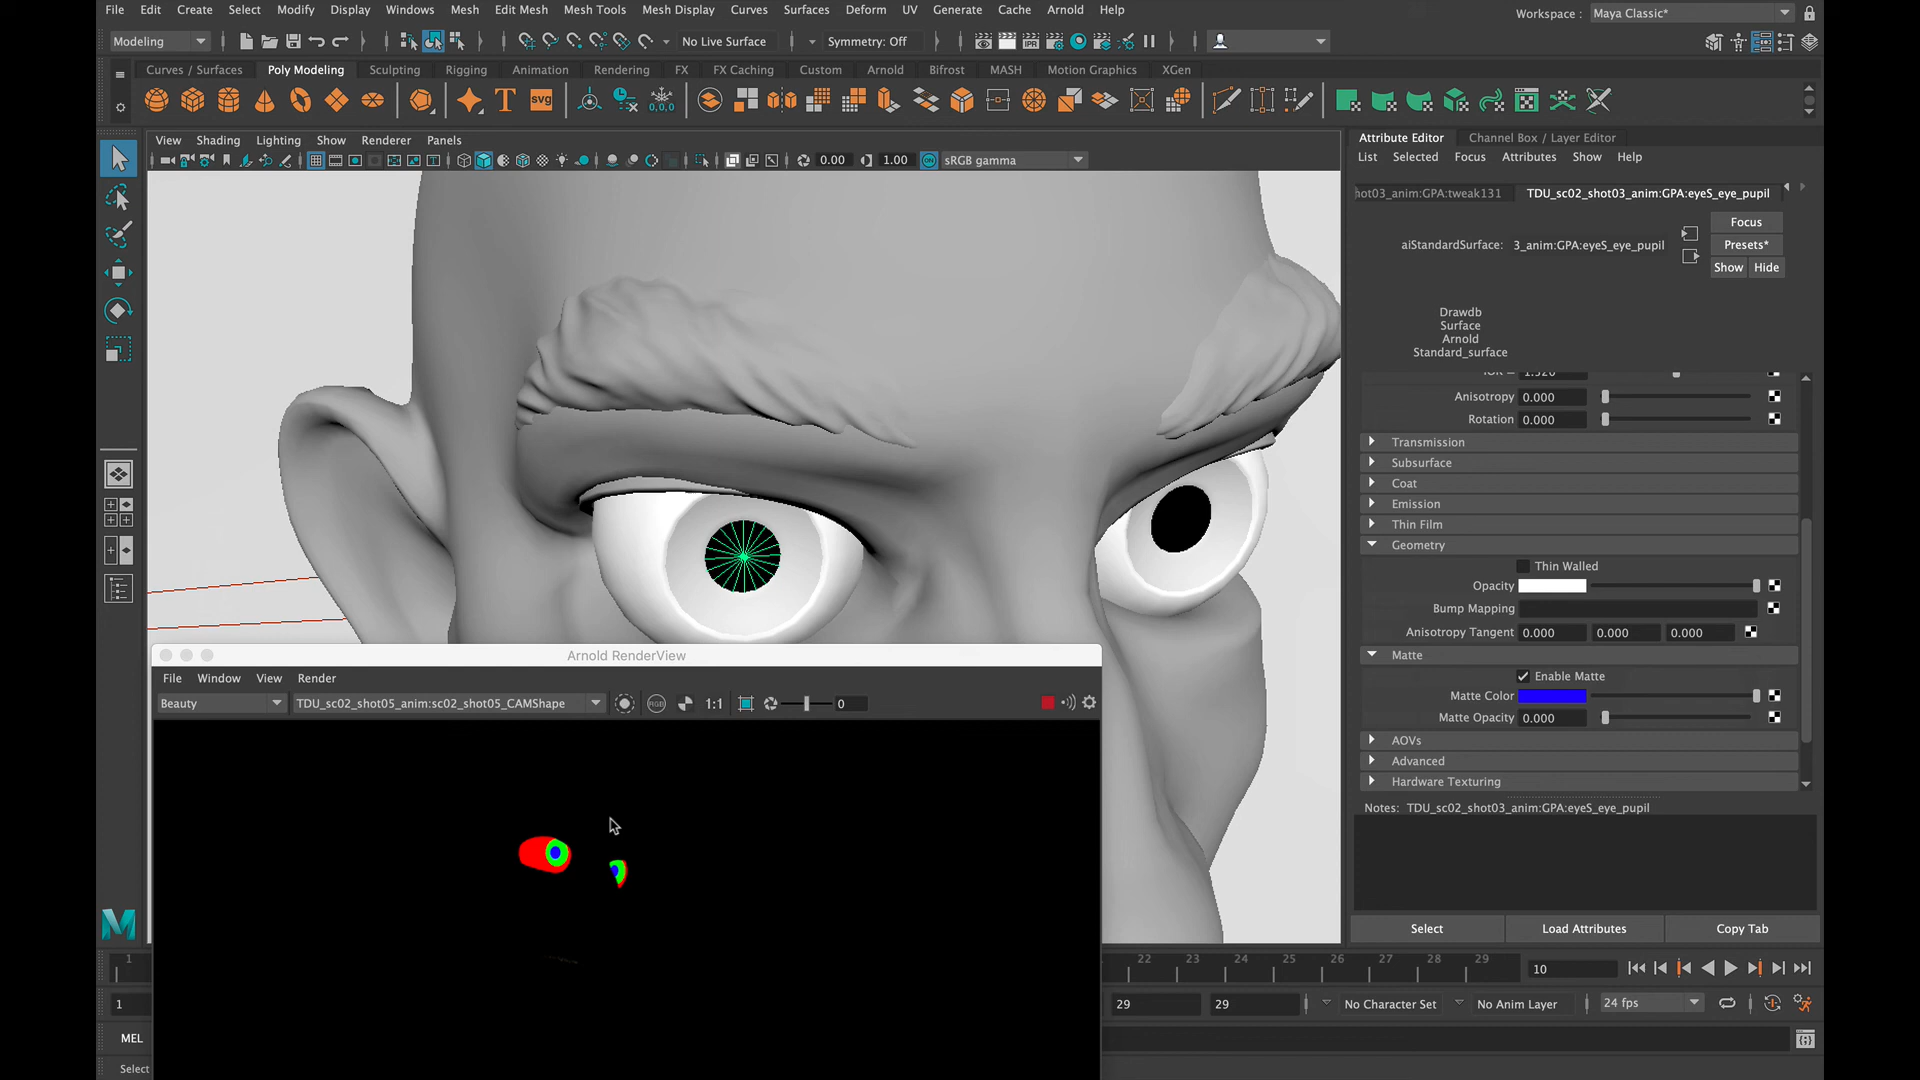 File Edit Create Select Modify Display Windows Mesh Edit Mesh Mesh Tools Mesh Display Curves Surfaces Deform UV Generate Cache Arnold Help
Workspace : Maya Classic*
Modeling No Live Surface Symmetry: Off
Curves / Surfaces Poly Modeling Sculpting Rigging Animation Rendering FX FX Caching Custom Arnold Bifrost MASH Motion Graphics XGen
T svg 0,0,0
View Shading Lighting Show Renderer Panels
0.00 1.00 ON sRGB gamma
Attribute Editor Channel Box / Layer Editor
List Selected Focus Attributes Show Help
hot03_anim:GPA:tweak131 TDU_sc02_shot03_anim:GPA:eyeS_eye_pupil
Focus
aiStandardSurface: 3_anim:GPA:eyeS_eye_pupil Presets*
Show Hide
Drawdb
Surface
Arnold
Standard_surface
Anisotropy 0.000
Rotation 0.000
Transmission
Subsurface
Coat
Emission
Thin Film
Geometry
Thin Walled
Opacity
Bump Mapping
Anisotropy Tangent 0.000 0.000 0.000
Matte
Enable Matte
Matte Color
Matte Opacity 0.000
AOVs
Advanced
Hardware Texturing
Notes: TDU_sc02_shot03_anim:GPA:eyeS_eye_pupil
Select Load Attributes Copy Tab
Arnold RenderView
File Window View Render
Beauty TDU_sc02_shot05_anim:sc02_shot05_CAMShape RGB 1:1 0
M
1 22 23 24 25 26 27 28 29 10
1 29 29 No Character Set No Anim Layer 24 fps
MEL
Select